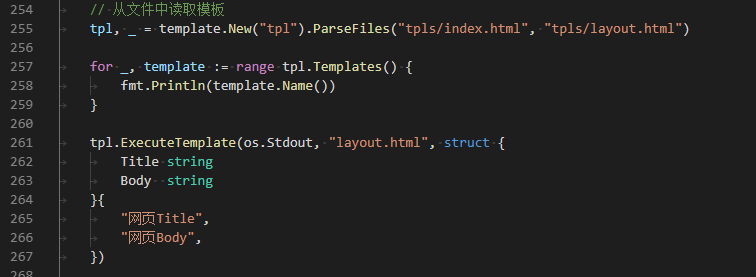 254 // 从文件中读取模板
255 tpl, _ = template.New("tpl").ParseFiles("tpls/index.html", "tpls/layout.html")
256
257 for _, template := range tpl.Templates() {
258 fmt.Println(template.Name())
259 }
260
261 tpl.ExecuteTemplate(os.Stdout, "layout.html", struct {
262 Title string
263 Body string
264 }{
265 "网页Title",
266 "网页Body",
267 })
268